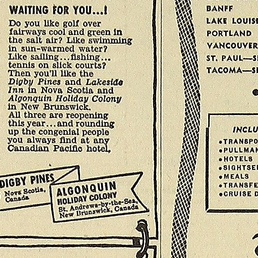 WAITING FOR YOU...!
Do you like golf over
fairways cool and green in
the salt air? Like swimming
in sun-warmed water?
Like sailing...fishing...
tennis on slick courts?
Then you'll like the
Digby Pines and Lakeside
Inn in Nova Scotia and
Algonquin Holiday Colony
in New Brunswick.
All three are reopening
this year...and rounding
up the congenial people
you always find at any
Canadian Pacific hotel.
DIGBY PINES
Nova Scotia,
Canada
ALGONQUIN
HOLIDAY COLONY
St. Andrews-by-the-Sea,
New Brunswick, Canada
BANFF
LAKE LOUISE
PORTLAND
VANCOUVER
ST. PAUL—
TACOMA—
INCLU
•TRANSPO
•PULLMAN
•HOTELS
•SIGHTSEE
•MEALS
•TRANSFE
•CRUISE D